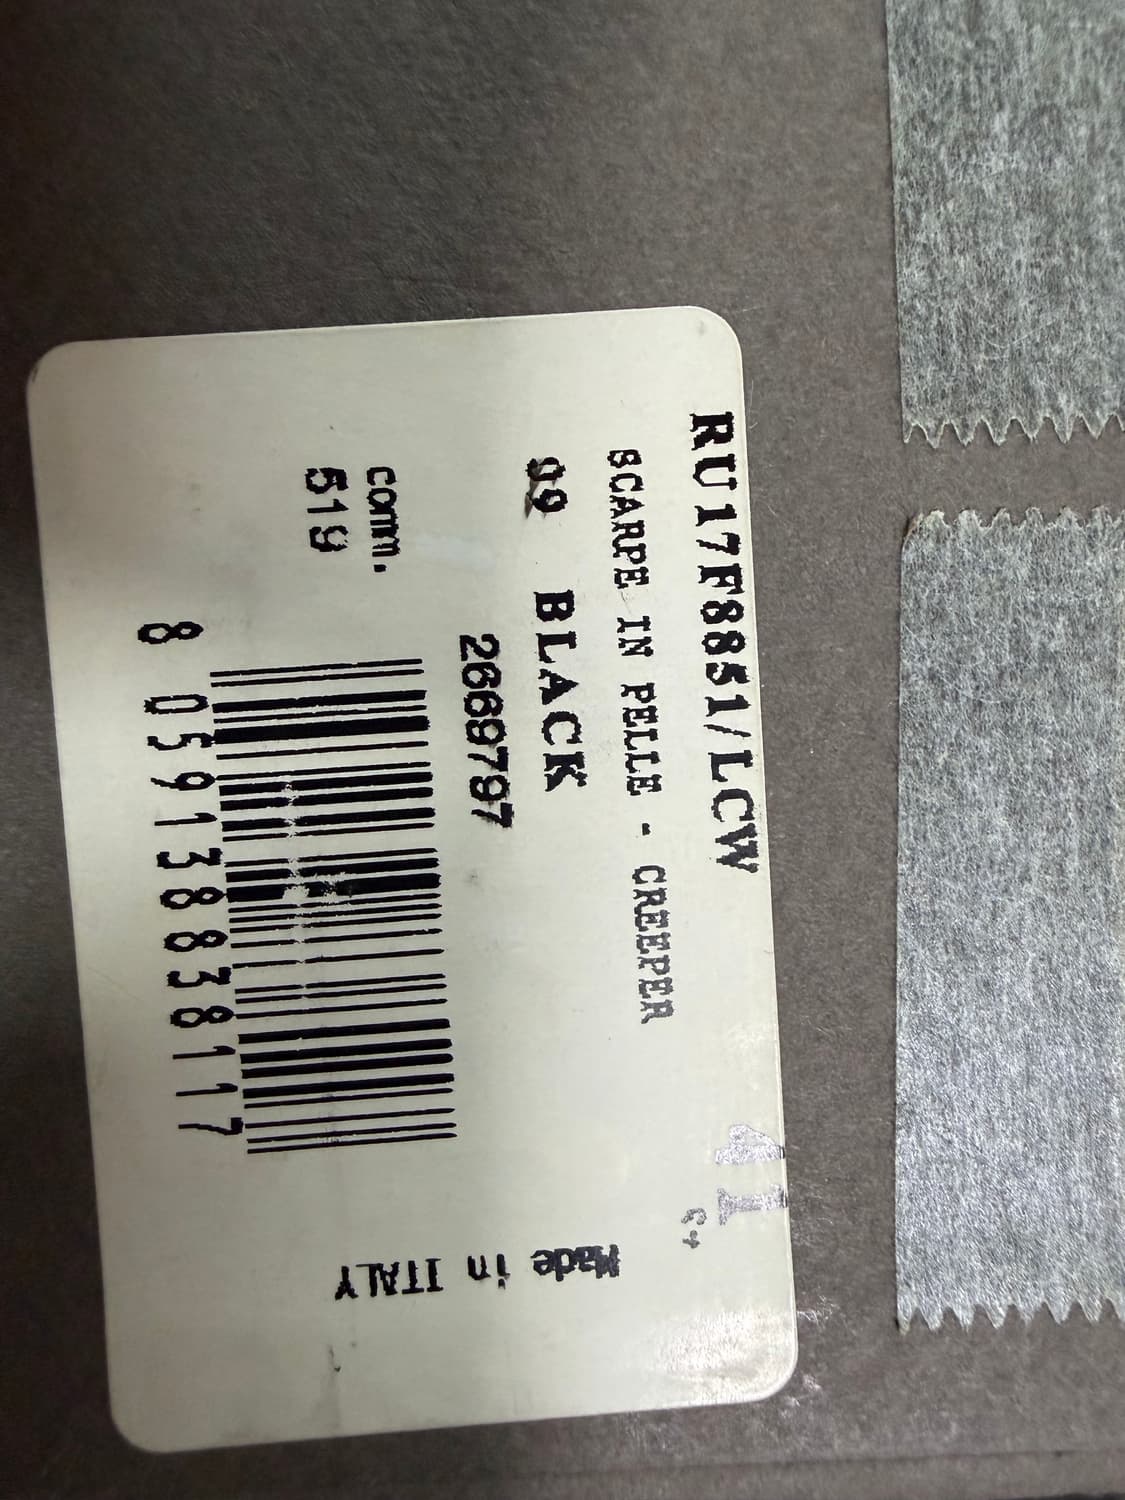 RU17F8851/LCW
41
SCARPE IN PELLE - CREEPER
09 BLACK
2669797
comm.
519
8 059138838117
Made in ITALY